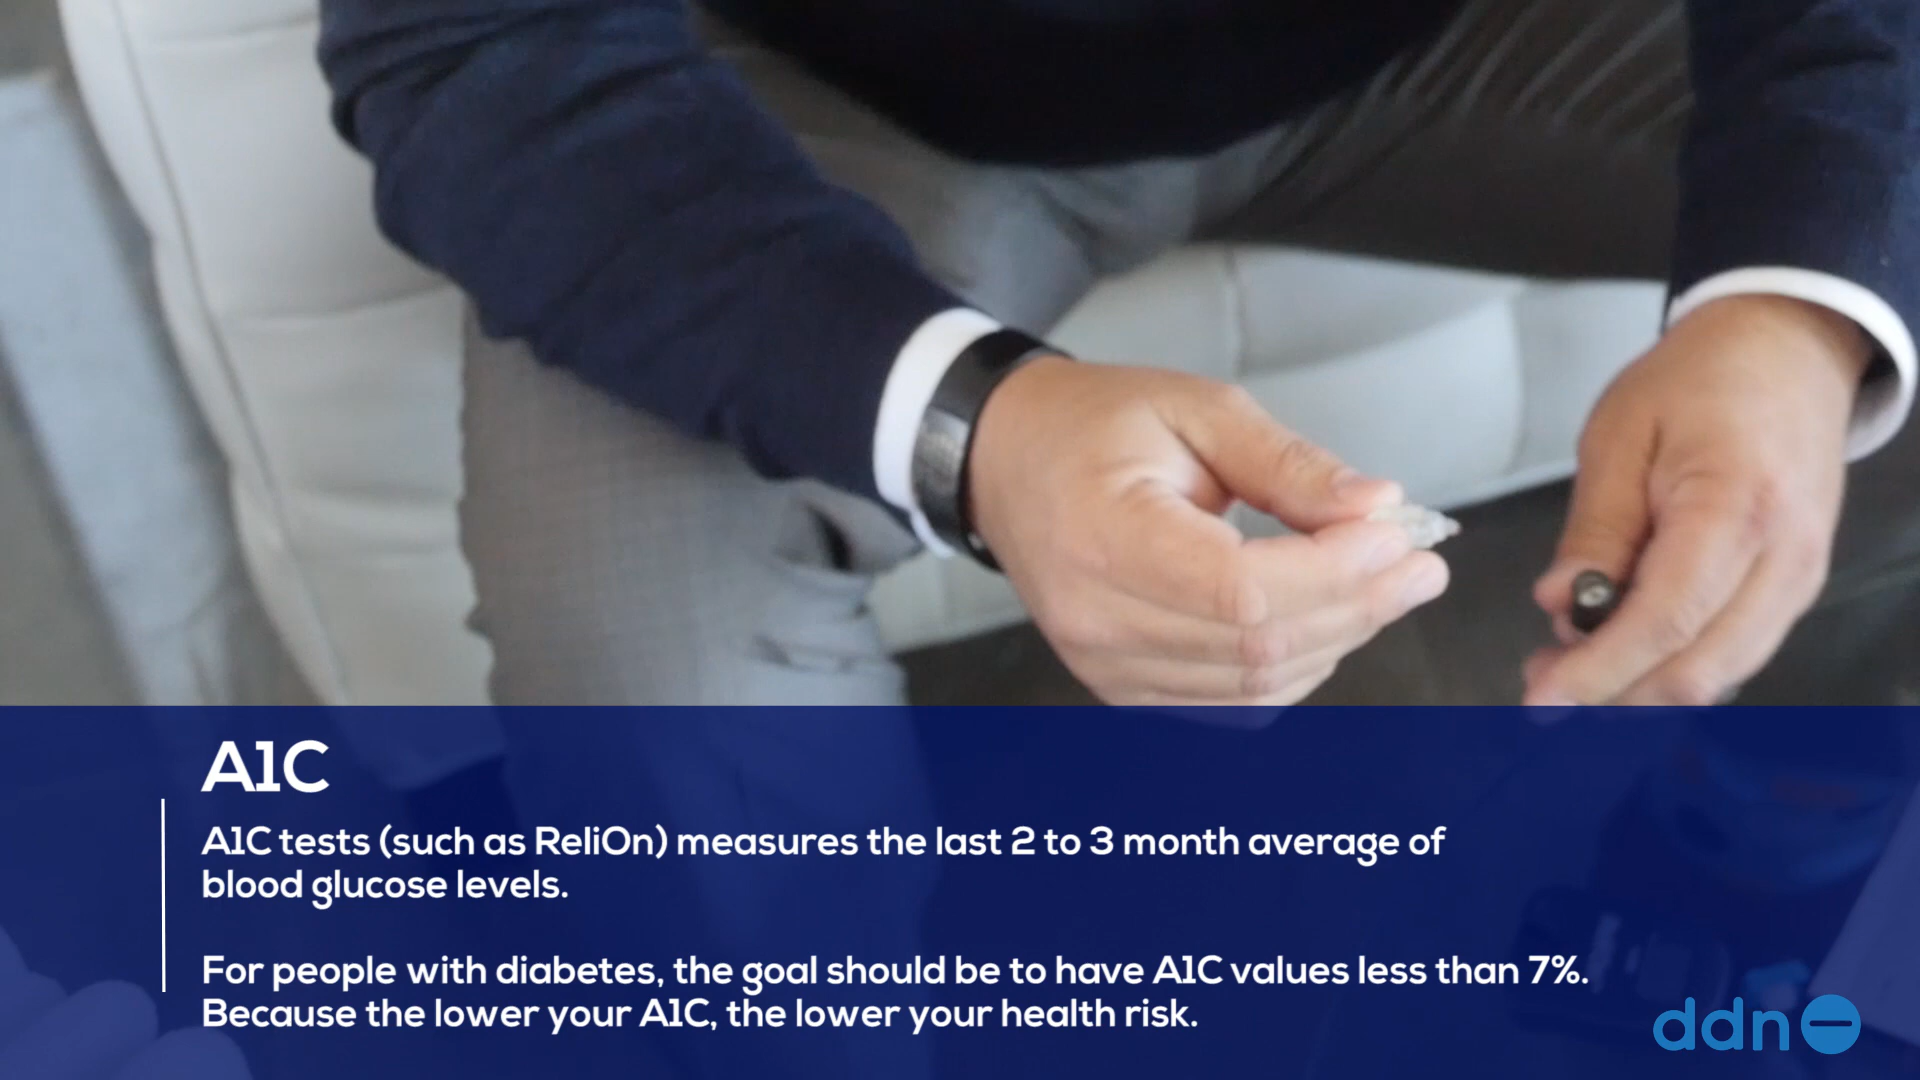 A1C
A1C tests (such as ReliOn) measures the last 2 to 3 month average of
blood glucose levels.
For people with diabetes, the goal should be to have A1C values less than 7%.
Because the lower your A1C, the lower your health risk.
ddn